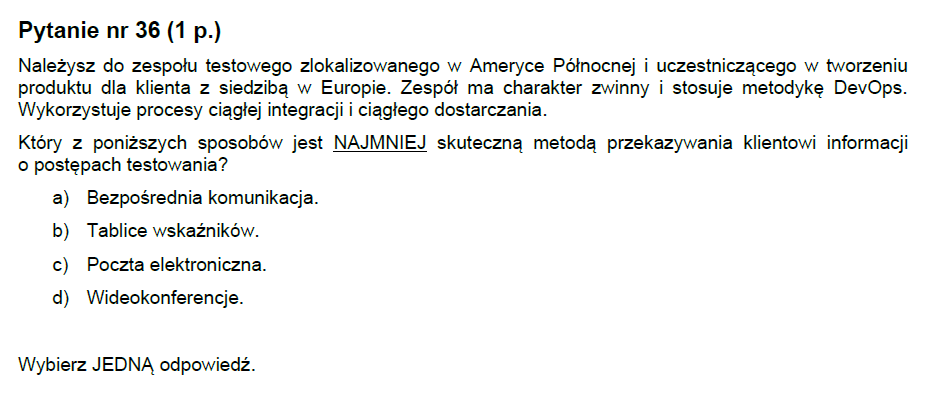 Pytanie nr 36 (1 p.)
Należysz do zespołu testowego zlokalizowanego w Ameryce Północnej i uczestniczącego w tworzeniu
produktu dla klienta z siedzibą w Europie. Zespół ma charakter zwinny i stosuje metodykę DevOps.
Wykorzystuje procesy ciągłej integracji i ciągłego dostarczania.
Który z poniższych sposobów jest NAJMNIEJ skuteczną metodą przekazywania klientowi informacji
o postępach testowania?
a) Bezpośrednia komunikacja.
b) Tablice wskaźników.
c) Poczta elektroniczna.
d) Wideokonferencje.
Wybierz JEDNĄ odpowiedź.